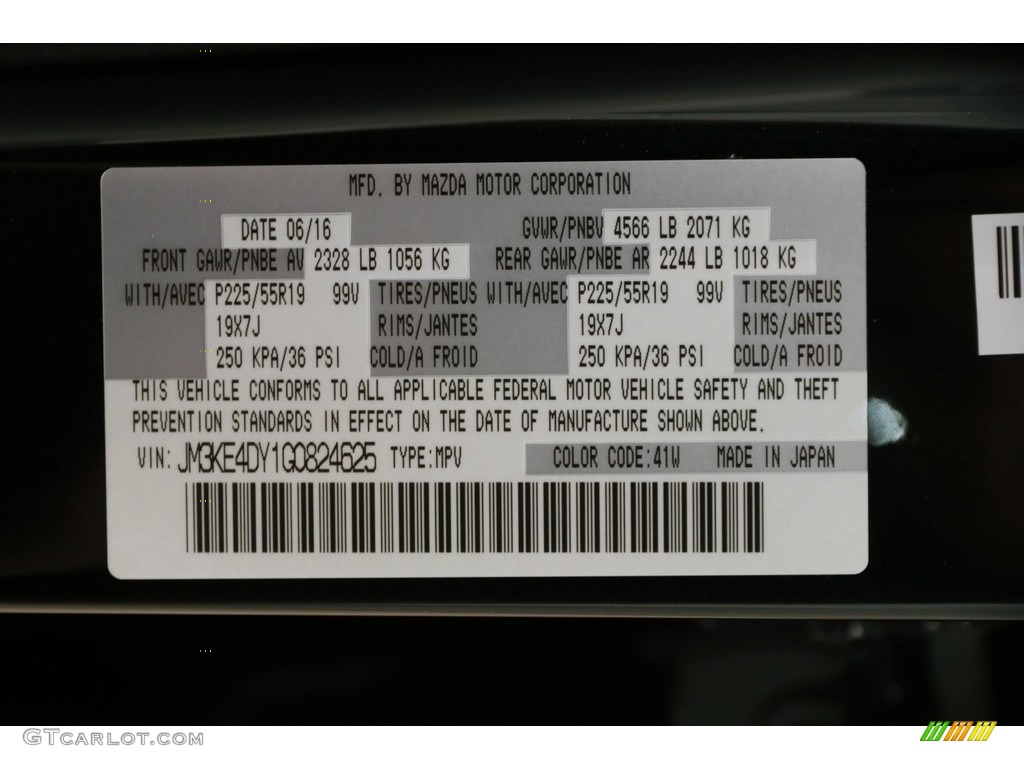 MFD. BY MAZDA MOTOR CORPORATION
DATE 06/16 GVWR/PNBV 4566 LB 2071 KG
FRONT GAWR/PNBE AV 2328 LB 1056 KG REAR GAWR/PNBE AR 2244 LB 1018 KG
WITH/AVEC P225/55R19 99V TIRES/PNEUS WITH/AVEC P225/55R19 99V TIRES/PNEUS
19X7J RIMS/JANTES 19X7J RIMS/JANTES
250 KPA/36 PSI COLD/A FROID 250 KPA/36 PSI COLD/A FROID
THIS VEHICLE CONFORMS TO ALL APPLICABLE FEDERAL MOTOR VEHICLE SAFETY AND THEFT
PREVENTION STANDARDS IN EFFECT ON THE DATE OF MANUFACTURE SHOWN ABOVE.
VIN: JM3KE4DY1G0824625 TYPE:MPV COLOR CODE:41W MADE IN JAPAN
GTCARLOT.COM